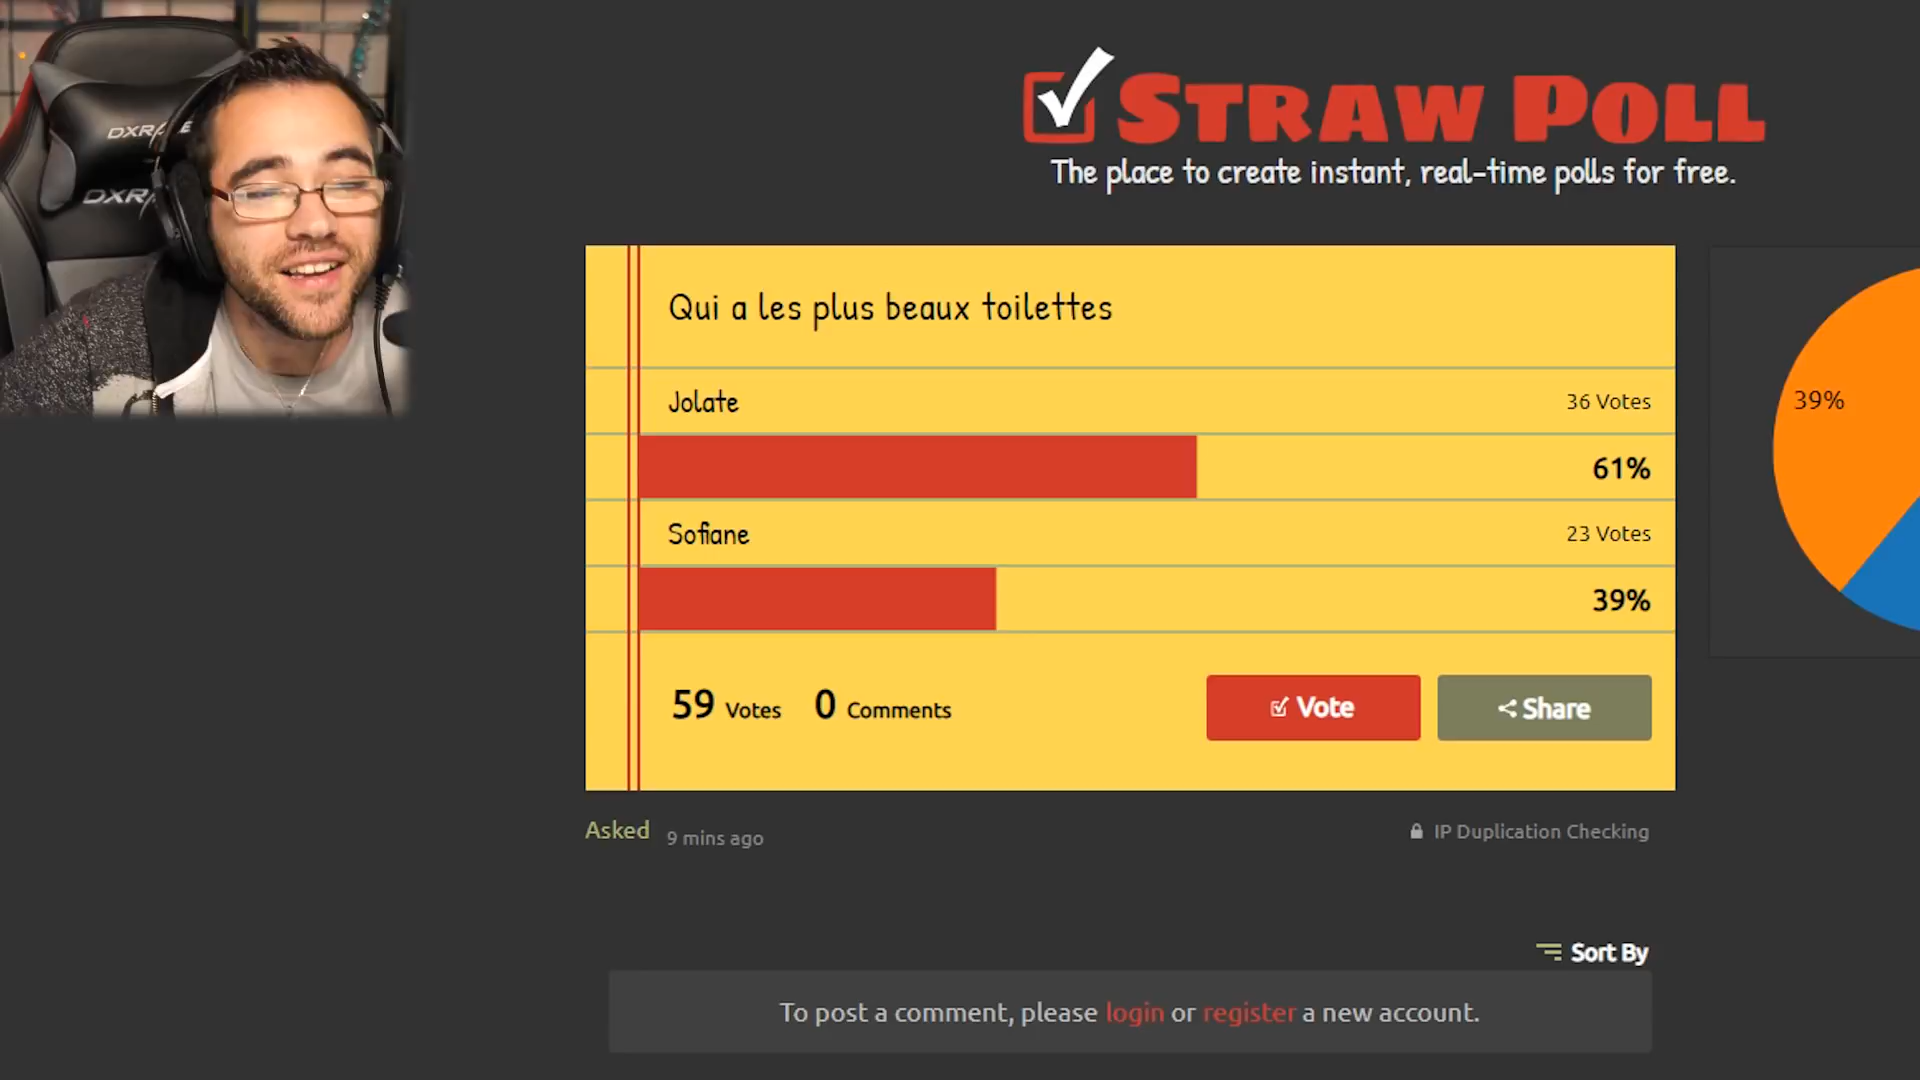 DXRA E
DXR
STRAW POLL
The place to create instant, real-time polls for free.
Qui a les plus beaux toilettes
Jolate 36 Votes
61%
Sofiane 23 Votes
39%
39%
59 Votes 0 Comments Vote Share
Asked 9 mins ago IP Duplication Checking
Sort By
To post a comment, please login or register a new account.